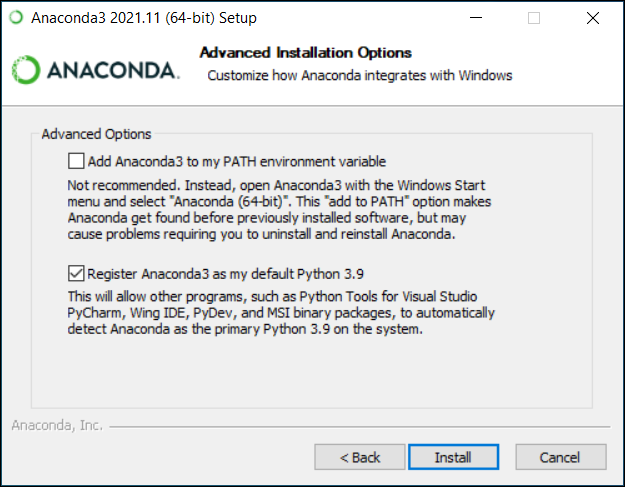 Anaconda3 2021.11 (64-bit) Setup
ANACONDA.
Advanced Installation Options
Customize how Anaconda integrates with Windows
Advanced Options
Add Anaconda3 to my PATH environment variable
Not recommended. Instead, open Anaconda3 with the Windows Start
menu and select "Anaconda (64-bit)". This "add to PATH" option makes
Anaconda get found before previously installed software, but may
cause problems requiring you to uninstall and reinstall Anaconda.
Register Anaconda3 as my default Python 3.9
This will allow other programs, such as Python Tools for Visual Studio
PyCharm, Wing IDE, PyDev, and MSI binary packages, to automatically
detect Anaconda as the primary Python 3.9 on the system.
Anaconda, Inc.
< Back
Install
Cancel